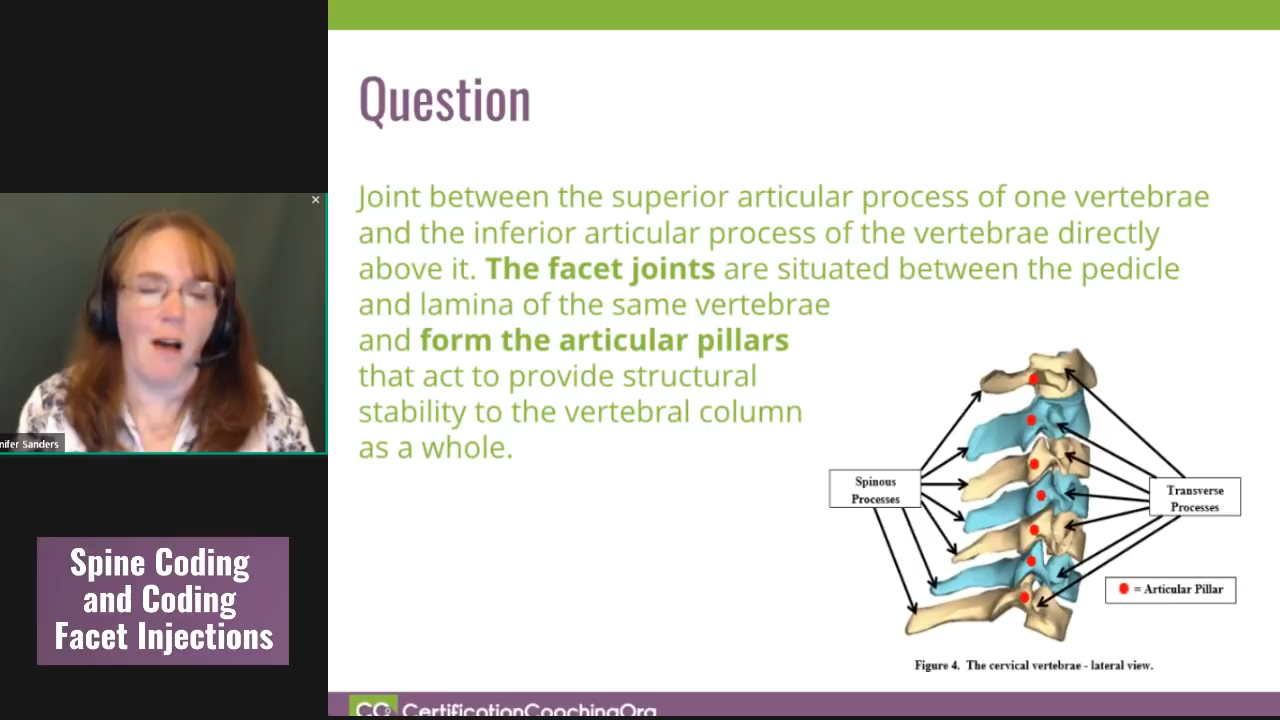 Question
Joint between the superior articular process of one vertebrae
and the inferior articular process of the vertebrae directly
above it. The facet joints are situated between the pedicle
and lamina of the same vertebrae
and form the articular pillars
that act to provide structural
stability to the vertebral column
as a whole.
Spinous
Processes
Transverse
Processes
= Articular Pillar
Figure 4. The cervical vertebrae - lateral view.
nifer Sanders
Spine Coding
and Coding
Facet Injections
CertificationCoachingOrg